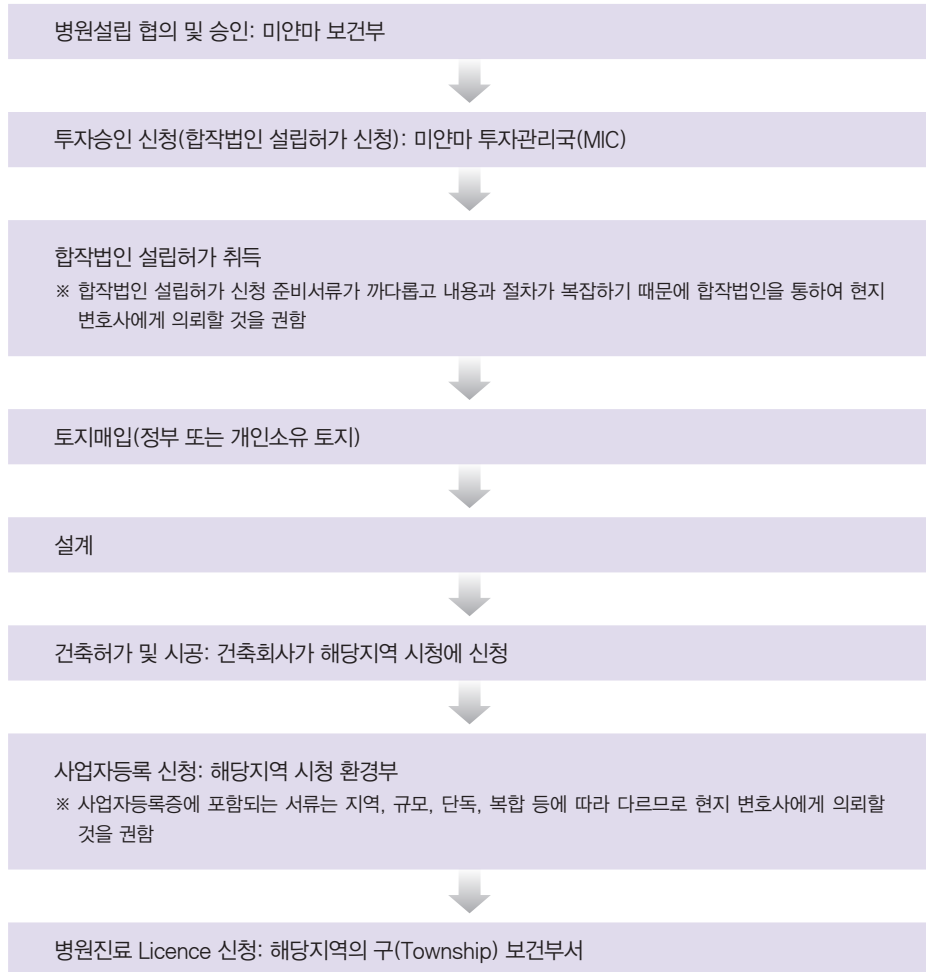 병원설립 협의 및 승인: 미얀마 보건부
투자승인 신청(합작법인 설립허가 신청): 미얀마 투자관리국(MIC)
합작법인 설립허가 취득
※ 합작법인 설립허가 신청 준비서류가 까다롭고 내용과 절차가 복잡하기 때문에 합작법인을 통하여 현지
변호사에게 의뢰할 것을 권함
토지매입(정부 또는 개인소유 토지)
설계
건축허가 및 시공: 건축회사가 해당지역 시청에 신청
사업자등록 신청: 해당지역 시청 환경부
※ 사업자등록증에 포함되는 서류는 지역, 규모, 단독, 복합 등에 따라 다르므로 현지 변호사에게 의뢰할
것을 권함
병원진료 Licence 신청: 해당지역의 구(Township) 보건부서